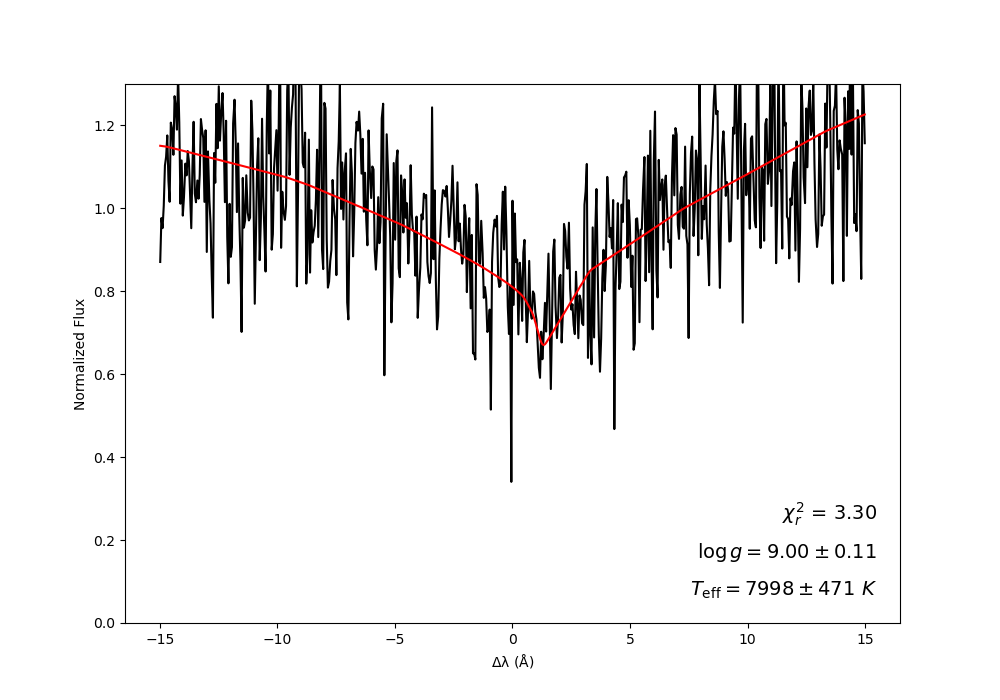 1.2
1.0
0.8
0.6
0.4
0.2
0.0
Normalized Flux
χ²ᵣ = 3.30
log g = 9.00 ± 0.11
T_eff = 7998 ± 471 K
−15 −10 −5 0 5 10 15
Δλ (Å)